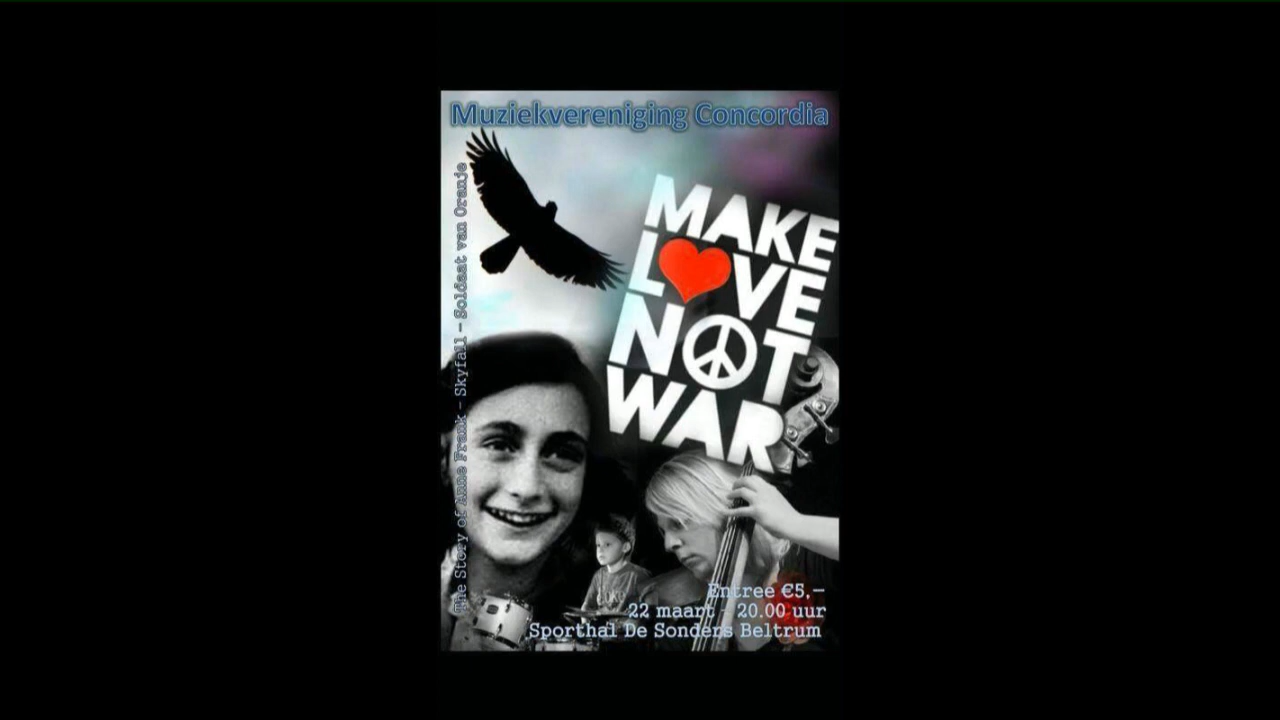 Muziekvereniging Concordia
The Story of Anne Frank - Skyfall - Soldaat van Oranje
MAKE
LOVE
NOT
WAR
Entree €5.-
22 maart - 20.00 uur
Sporthal De Sonders Beltrum